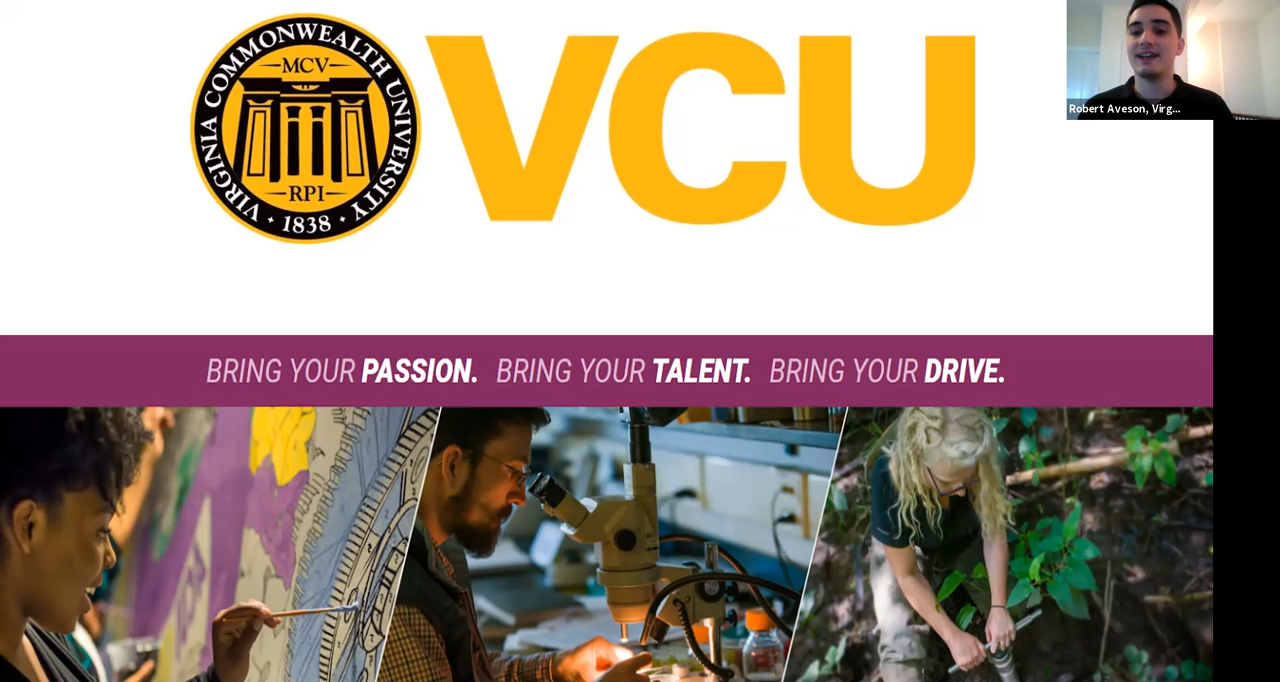 VIRGINIA COMMONWEALTH UNIVERSITY
MCV
RPI
1838
VCU
Robert Aveson, Virg...
BRING YOUR PASSION. BRING YOUR TALENT. BRING YOUR DRIVE.